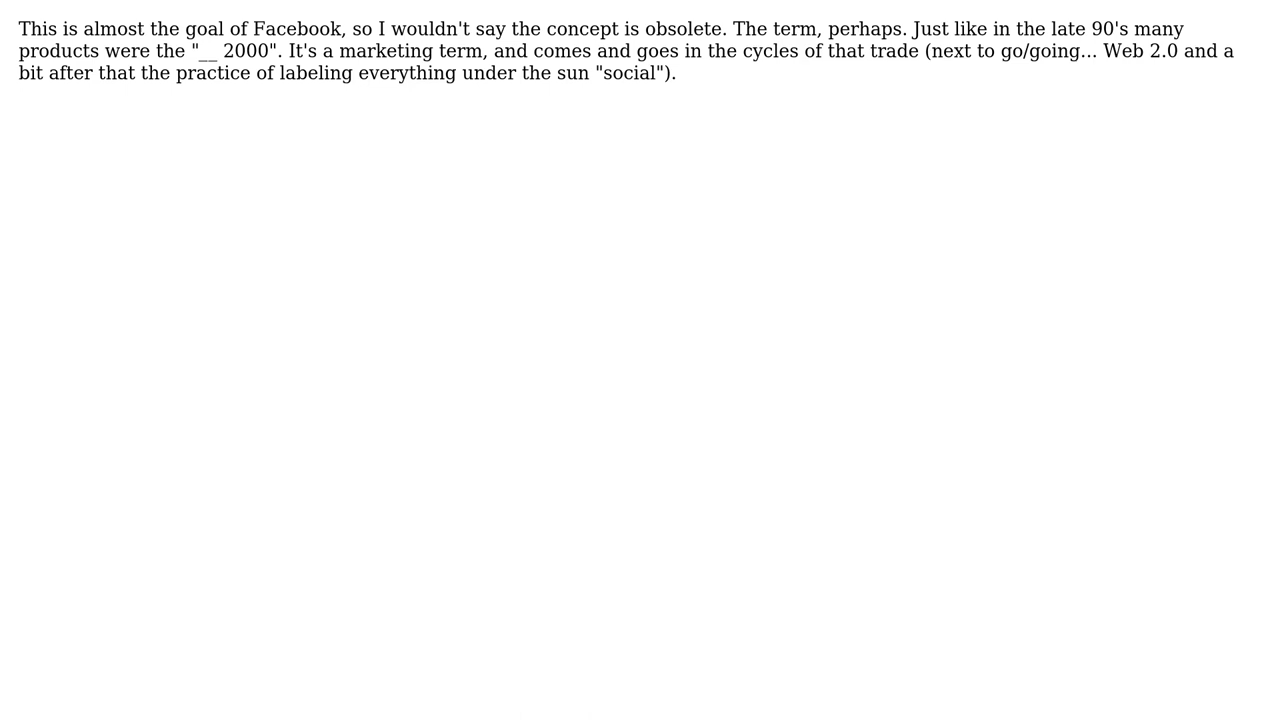 This is almost the goal of Facebook, so I wouldn't say the concept is obsolete. The term, perhaps. Just like in the late 90's many
products were the "__ 2000". It's a marketing term, and comes and goes in the cycles of that trade (next to go/going... Web 2.0 and a
bit after that the practice of labeling everything under the sun "social").